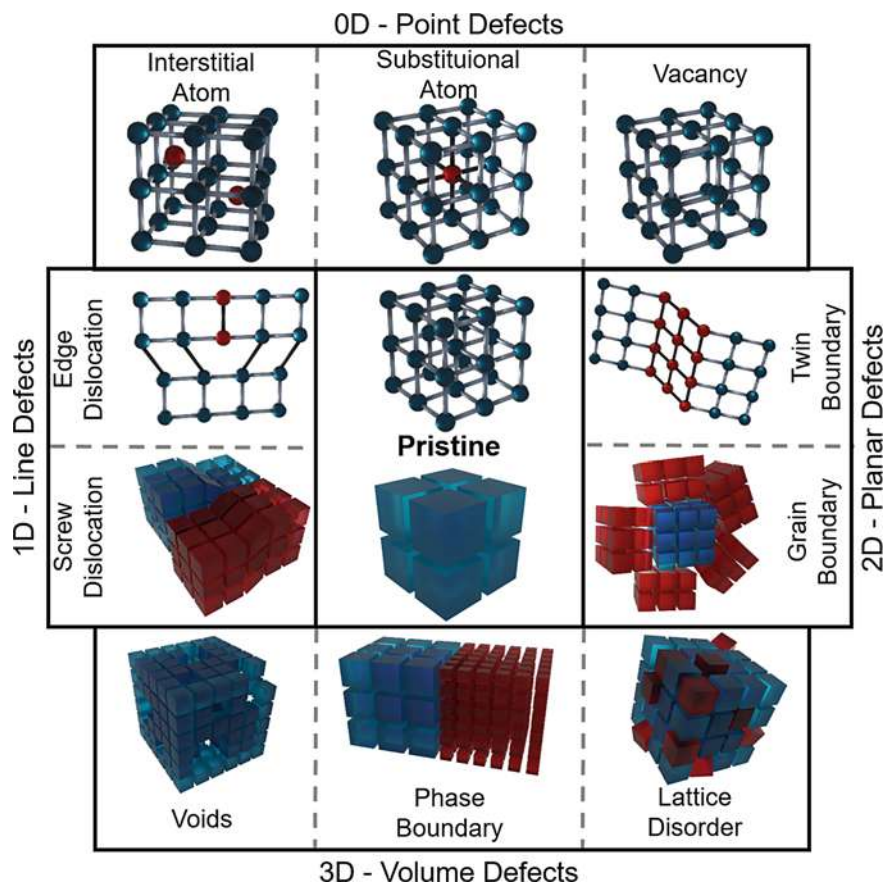 0D - Point Defects
Interstitial
Atom
Substituional
Atom
Vacancy
1D - Line Defects
Edge
Dislocation
Twin
Boundary
2D - Planar Defects
Pristine
Screw
Dislocation
Grain
Boundary
Voids
Phase
Boundary
Lattice
Disorder
3D - Volume Defects